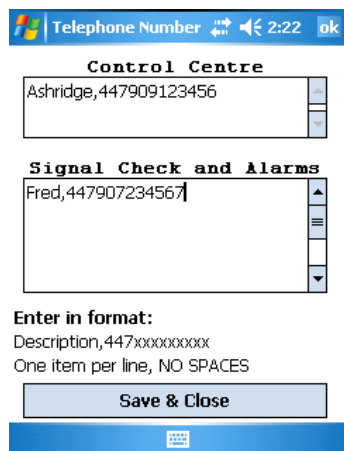 Telephone Number 2:22 ok
Control Centre
Ashridge,447909123456
Signal Check and Alarms
Fred,447907234567
Enter in format:
Description,447xxxxxxxxx
One item per line, NO SPACES
Save & Close